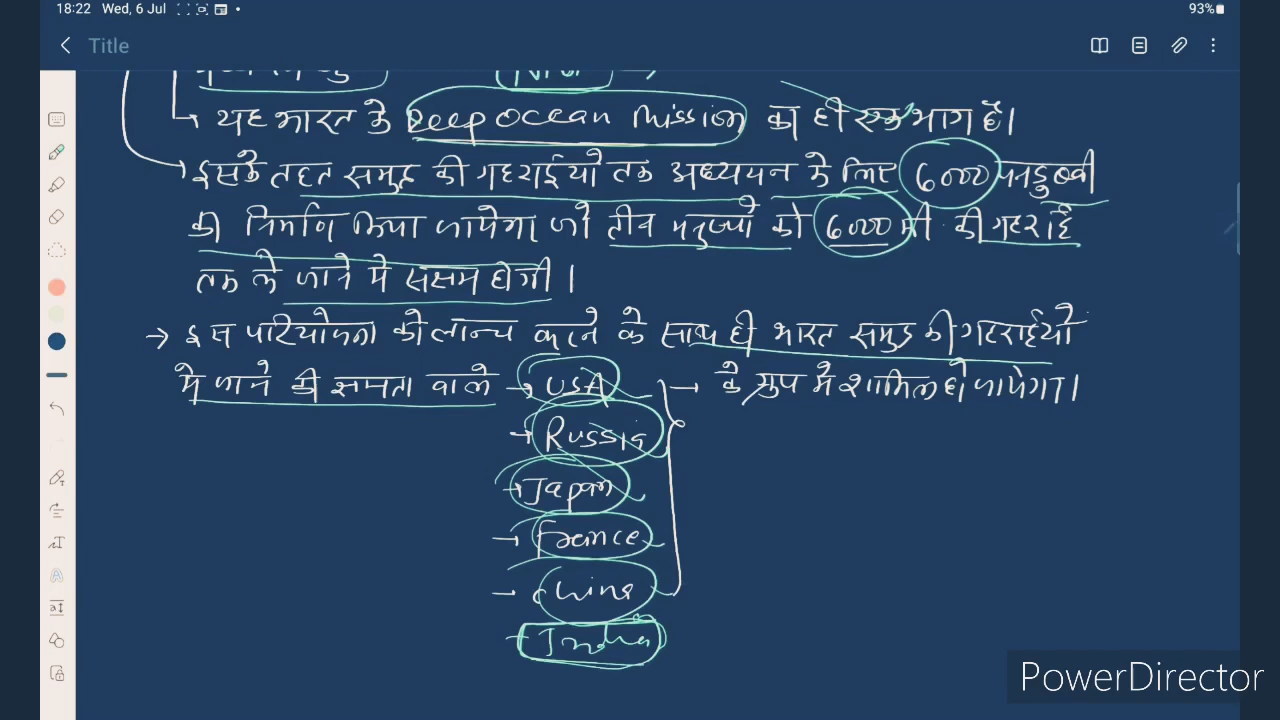 18:22 Wed, 6 Jul
93%
Title
यह भारत के Deep Ocean Mission का ही एक भाग है।
इसके तहत समुद्र की गहराईयो तक अध्ययन के लिए 6000 पनडुब्बी
का निर्माण किया जायेगा जो तीन मनुष्यो को 6000 मी की गहराई
तक ले जाने मे सक्षम होगी।
→ इस परियोजना को लान्च करने के साथ ही भारत समुद्र की गहराईयो
मे जाने की क्षमता वाले → USA → के ग्रुप मे शामिल हो जायेगा।
→ Russia
→ Japan
→ France
→ China
→ India
PowerDirector